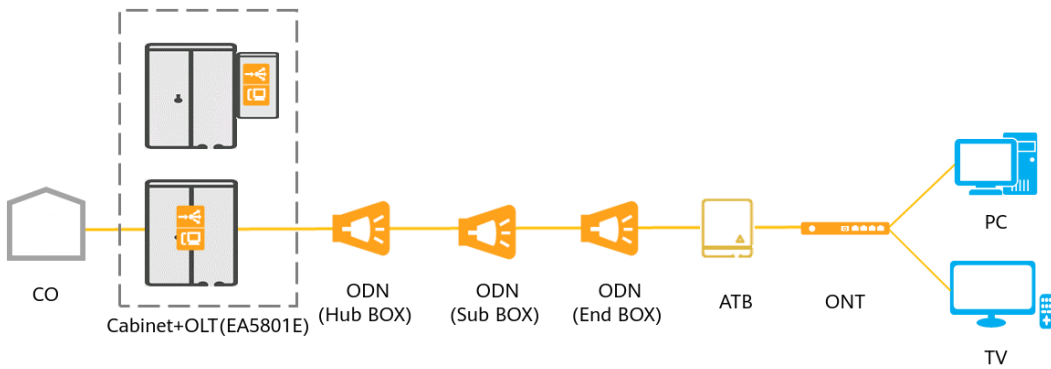 PC
CO
Cabinet+OLT(EA5801E)
ODN
(Hub BOX)
ODN
(Sub BOX)
ODN
(End BOX)
ATB
ONT
TV